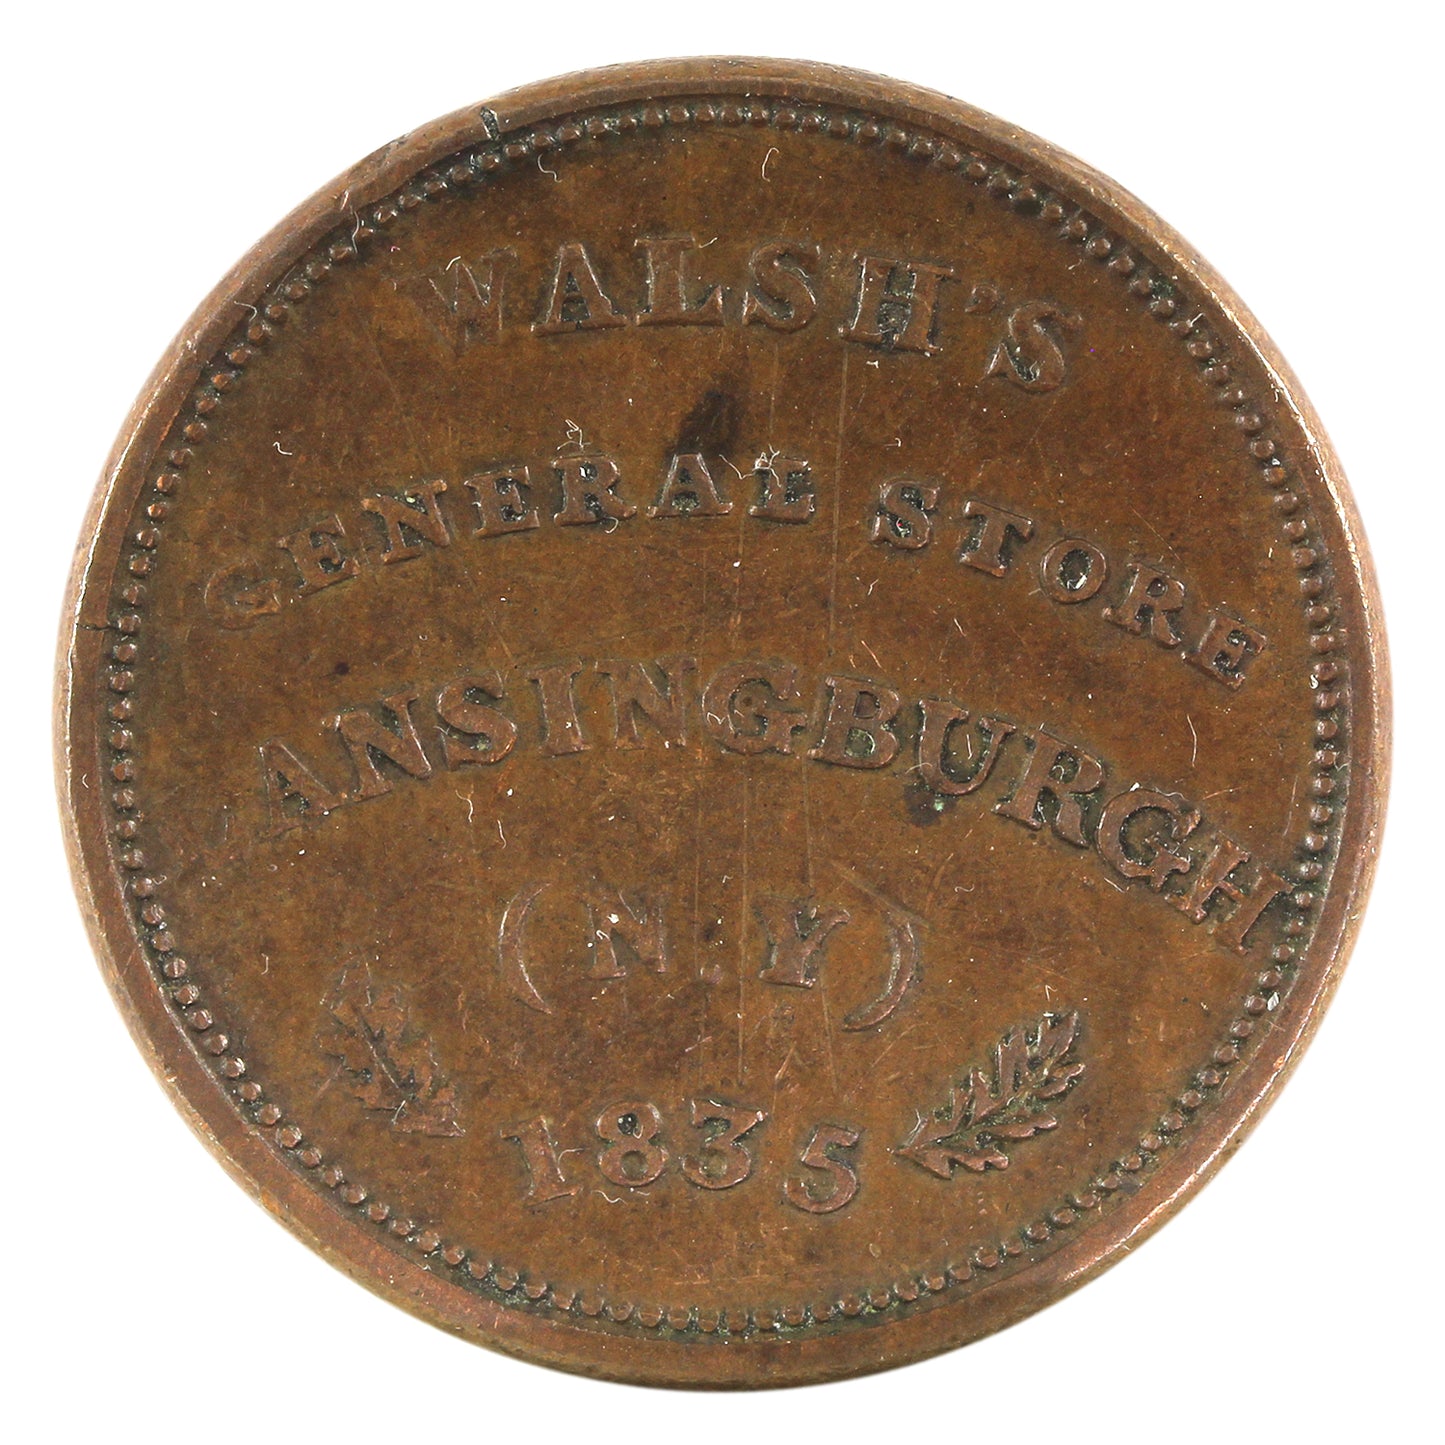 WALSH'S
GENERAL STORE
ANSINGBURGH
(N.Y)
1835